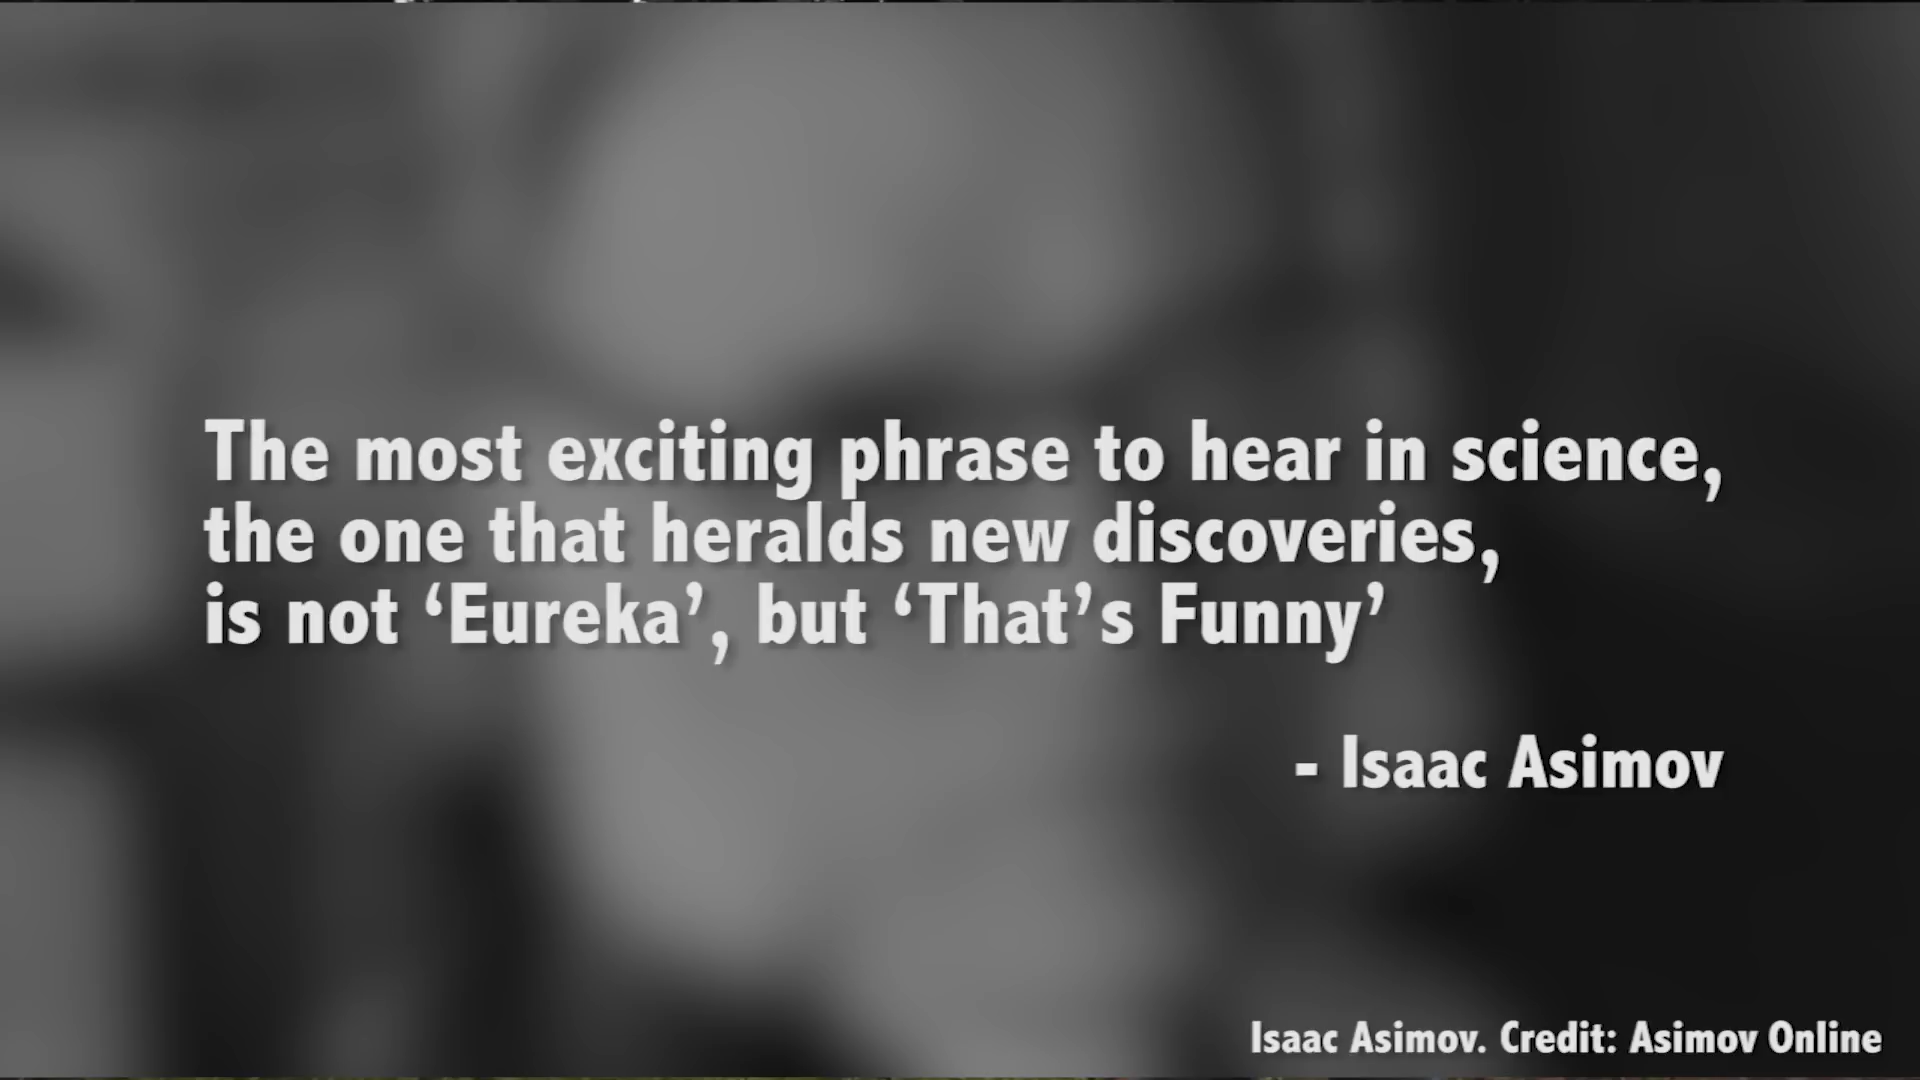 The most exciting phrase to hear in science,
the one that heralds new discoveries,
is not ‘Eureka’, but ‘That’s Funny’
- Isaac Asimov
Isaac Asimov. Credit: Asimov Online